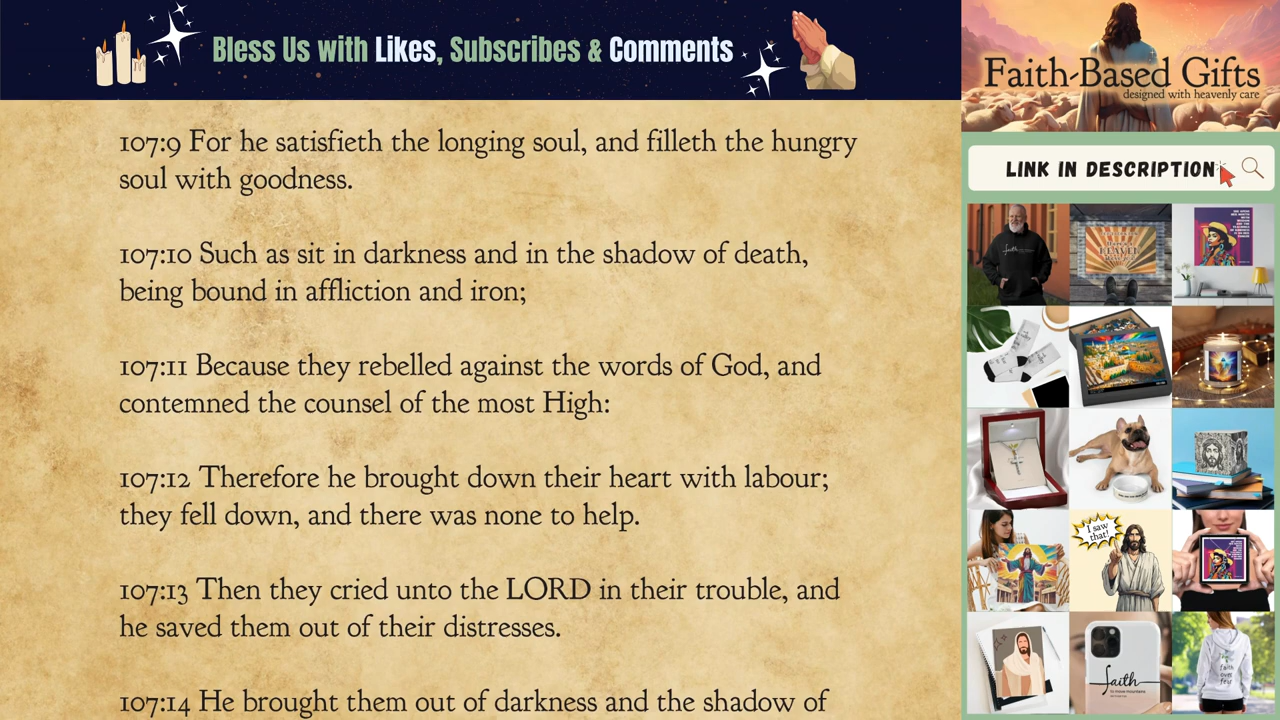 Bless Us with Likes, Subscribes & Comments
107:9 For he satisfieth the longing soul, and filleth the hungry
soul with goodness.
107:10 Such as sit in darkness and in the shadow of death,
being bound in affliction and iron;
107:11 Because they rebelled against the words of God, and
contemned the counsel of the most High:
107:12 Therefore he brought down their heart with labour;
they fell down, and there was none to help.
107:13 Then they cried unto the LORD in their trouble, and
he saved them out of their distresses.
107:14 He brought them out of darkness and the shadow of
Faith-Based Gifts
designed with heavenly care
LINK IN DESCRIPTION
faith
I saw
that!
faith
faith
over
fear